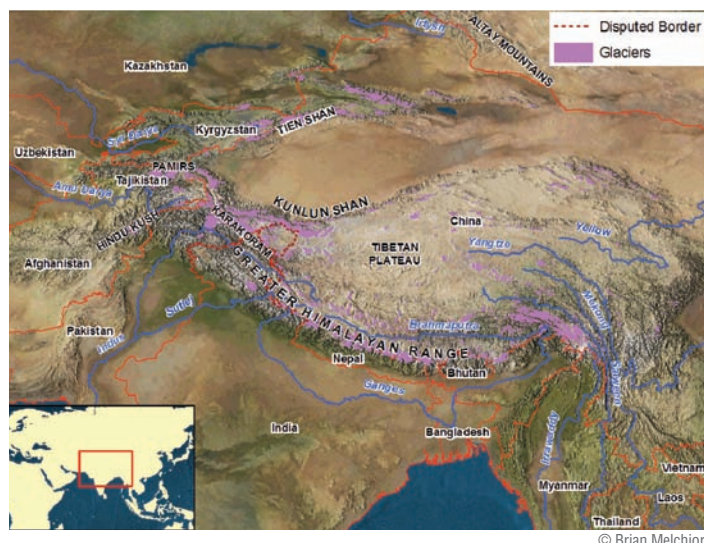 Disputed Border
Glaciers
Irtysh
ALTAY MOUNTAINS
Kazakhstan
Syr Darya
Kyrgyzstan
TIEN SHAN
Uzbekistan
PAMIRS
Amu Darya
Tajikistan
KUNLUN SHAN
HINDU KUSH
KARAKORAM
China
Yellow
TIBETAN
PLATEAU
Yangtze
Afghanistan
GREATER HIMALAYAN RANGE
Mekong
Sutlej
Brahmaputra
Pakistan
Indus
Nepal
Bhutan
Salween
Ganges
India
Bangladesh
Irrawaddy
Vietnam
Myanmar
Laos
Thailand
© Brian Melchior